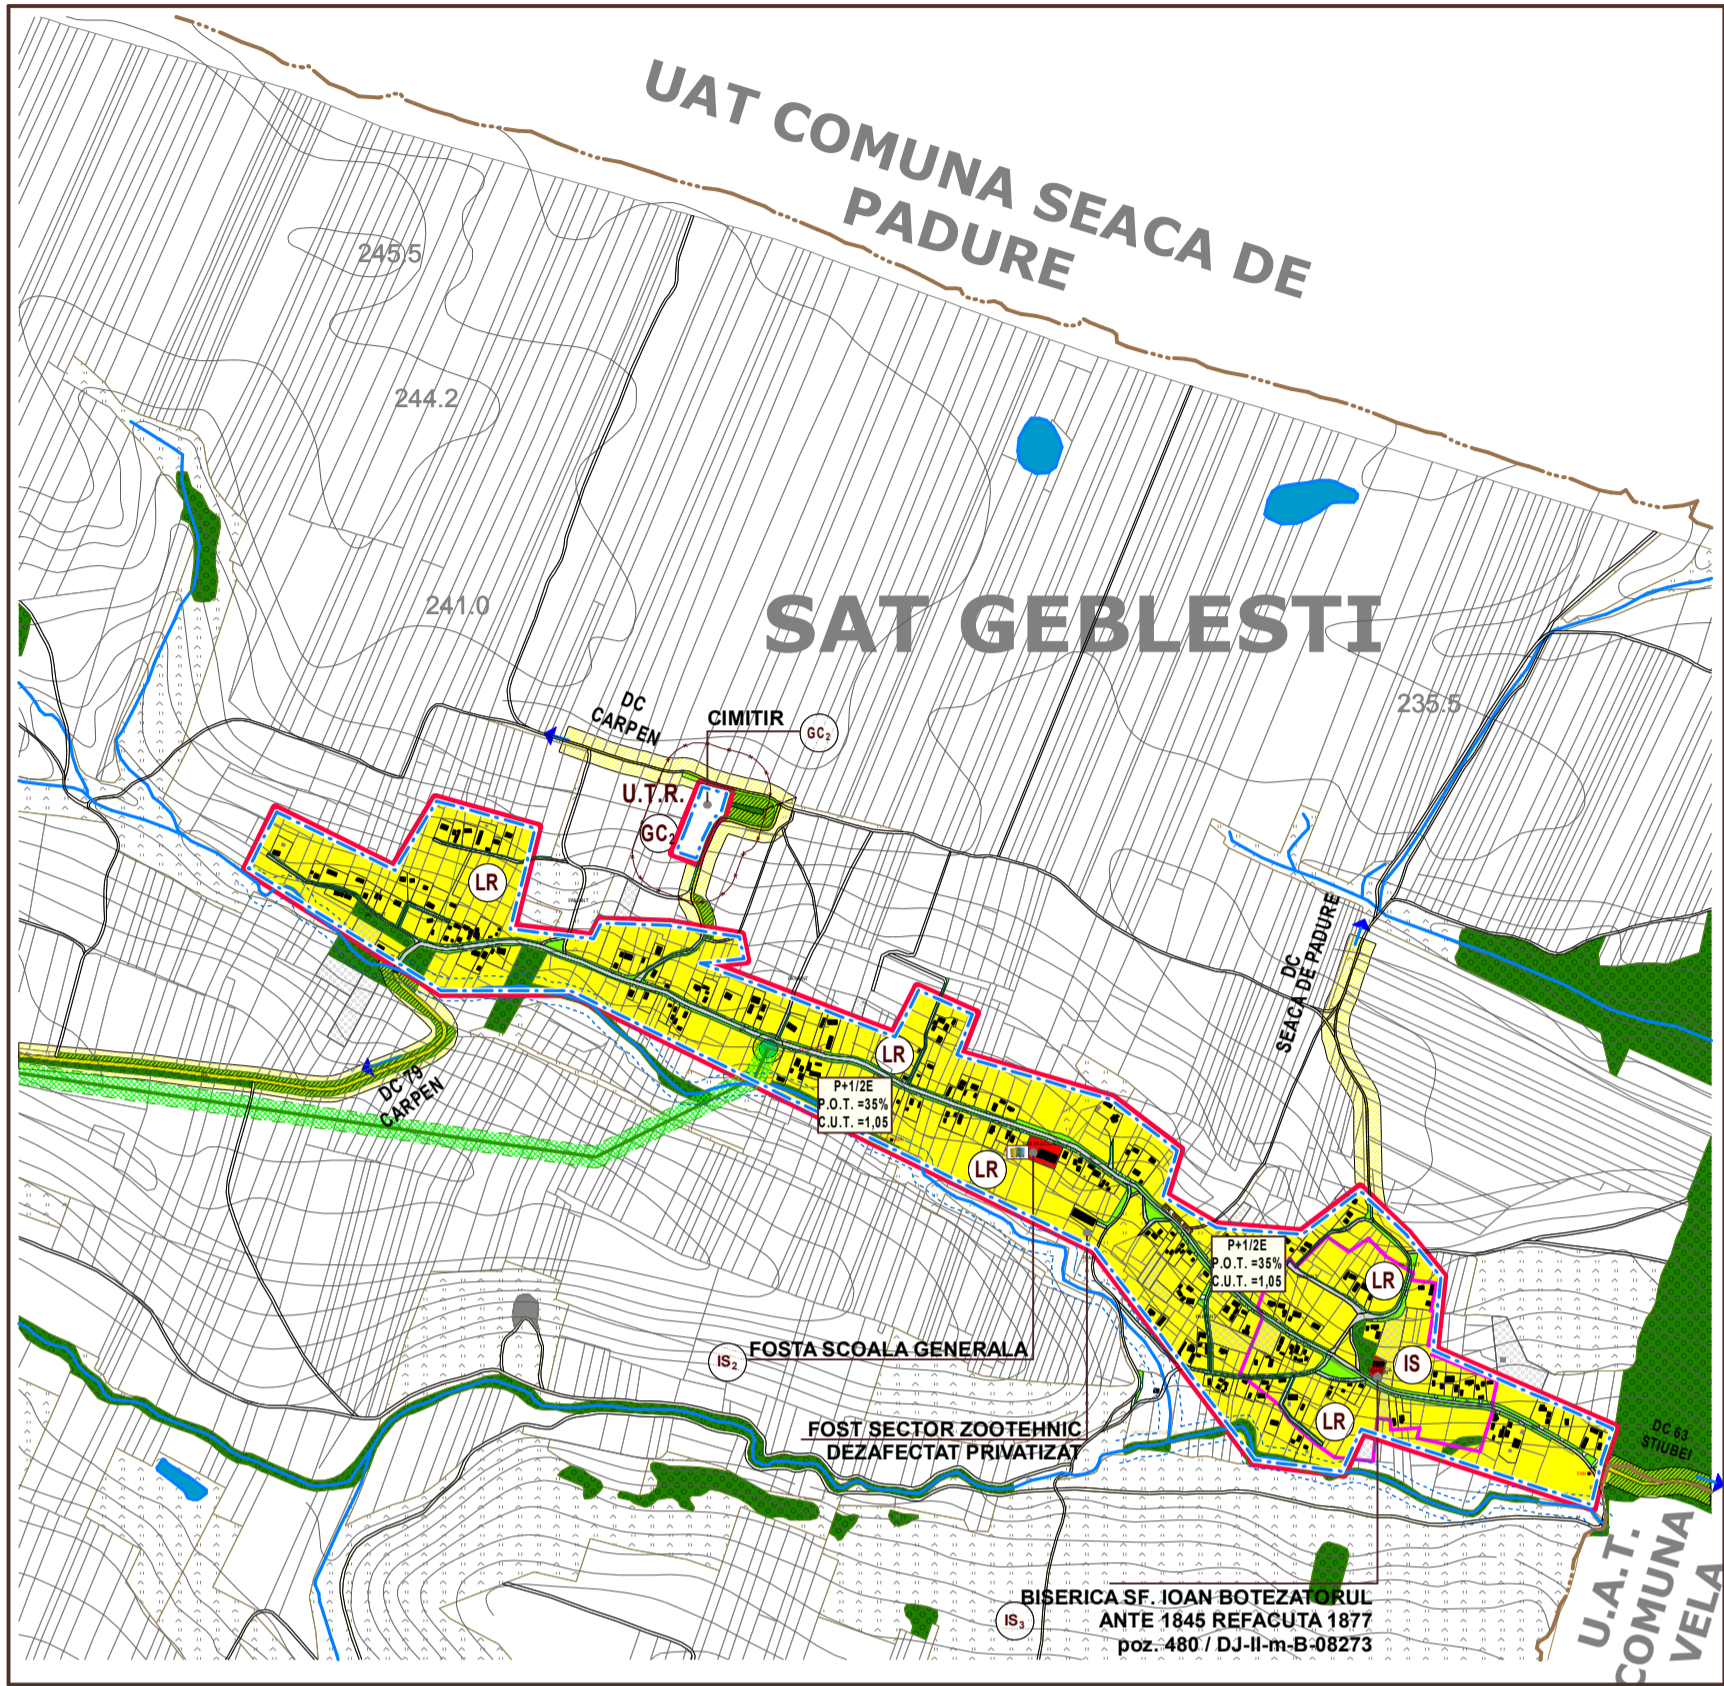 UAT COMUNA SEACA DE
PADURE
245.5
244.2
241.0
SAT GEBLESTI
235.5
DC
CARPEN
CIMITIR
GC2
U.T.R.
GC2
LR
DC
SEACA DE PADURE
LR
DC 79
CARPEN
P+1/2E
P.O.T. =35%
C.U.T. =1,05
LR
P+1/2E
P.O.T. =35%
C.U.T. =1,05
LR
FOSTA SCOALA GENERALA
IS2
IS
LR
FOST SECTOR ZOOTEHNIC
DEZAFECTAT PRIVATIZAT
DC 63
STIUBEI
BISERICA SF. IOAN BOTEZATORUL
ANTE 1845 REFACUTA 1877
poz. 480 / DJ-II-m-B-08273
IS3
U.A.T.
COMUNA
VELA